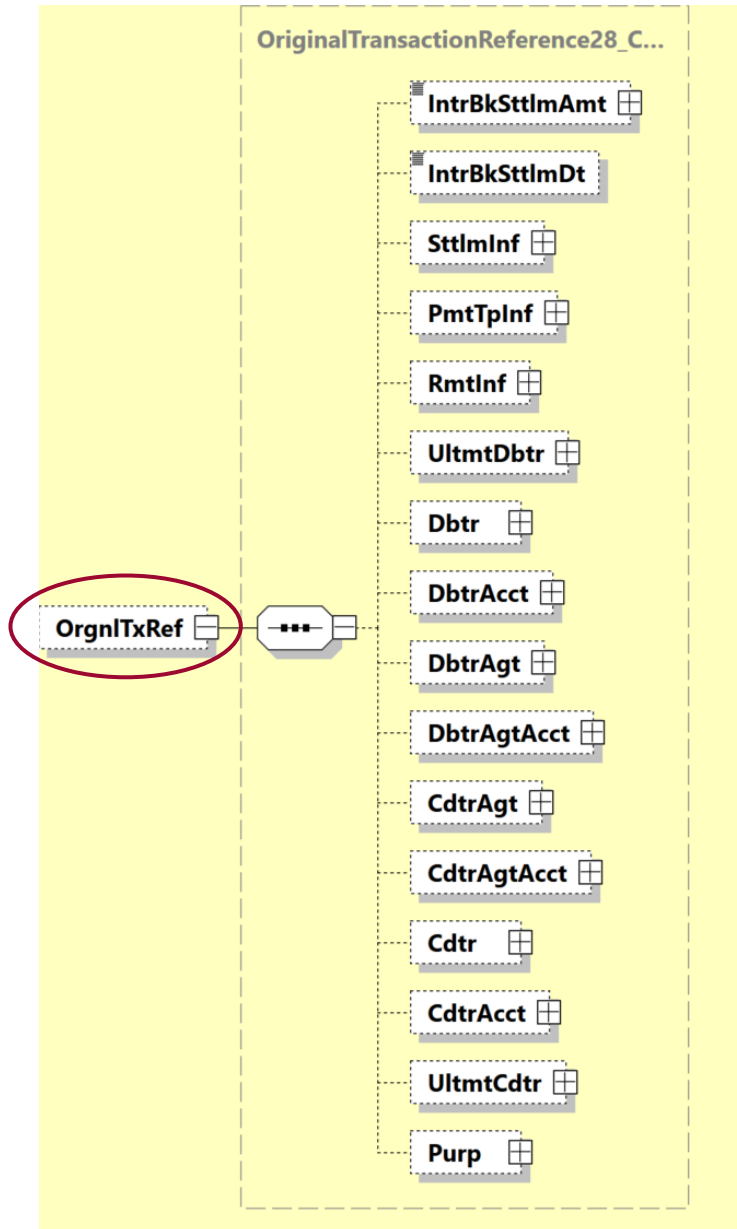 OriginalTransactionReference28_C...
IntrBkSttlmAmt
IntrBkSttlmDt
SttlmInf
PmtTpInf
RmtInf
UltmtDbtr
Dbtr
DbtrAcct
OrgnlTxRef
DbtrAgt
DbtrAgtAcct
CdtrAgt
CdtrAgtAcct
Cdtr
CdtrAcct
UltmtCdtr
Purp